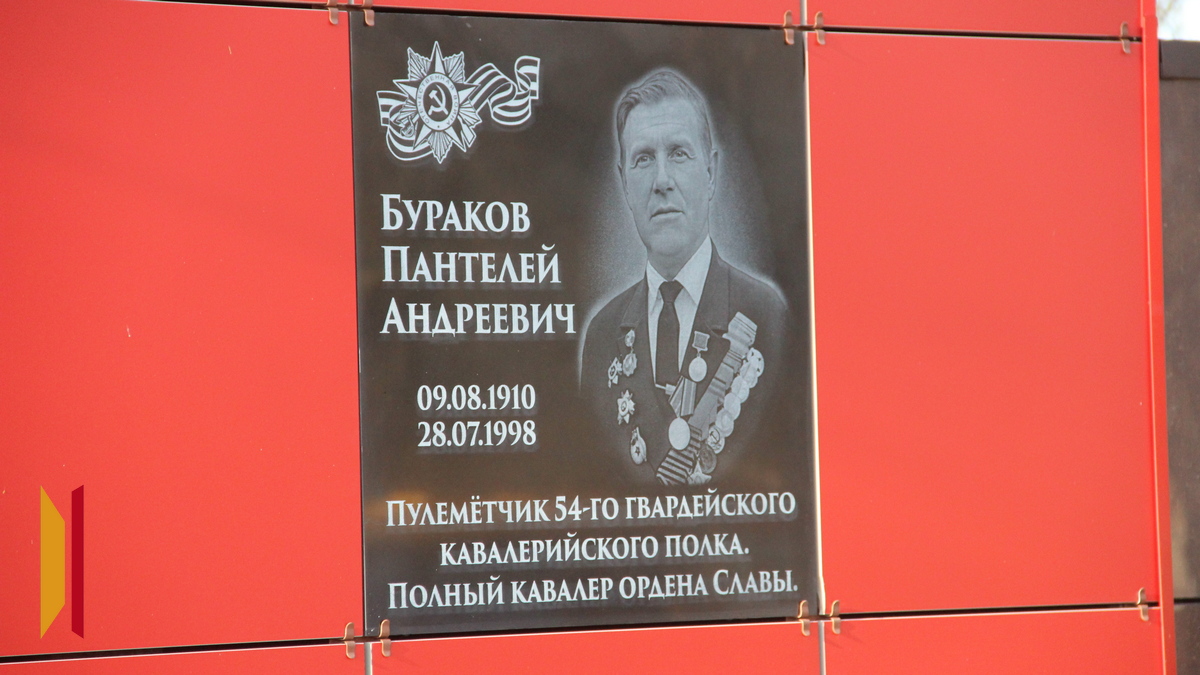 БУРАКОВ
ПАНТЕЛЕЙ
АНДРЕЕВИЧ
09.08.1910
28.07.1998
ПУЛЕМЁТЧИК 54-ГО ГВАРДЕЙСКОГО
КАВАЛЕРИЙСКОГО ПОЛКА.
ПОЛНЫЙ КАВАЛЕР ОРДЕНА СЛАВЫ.